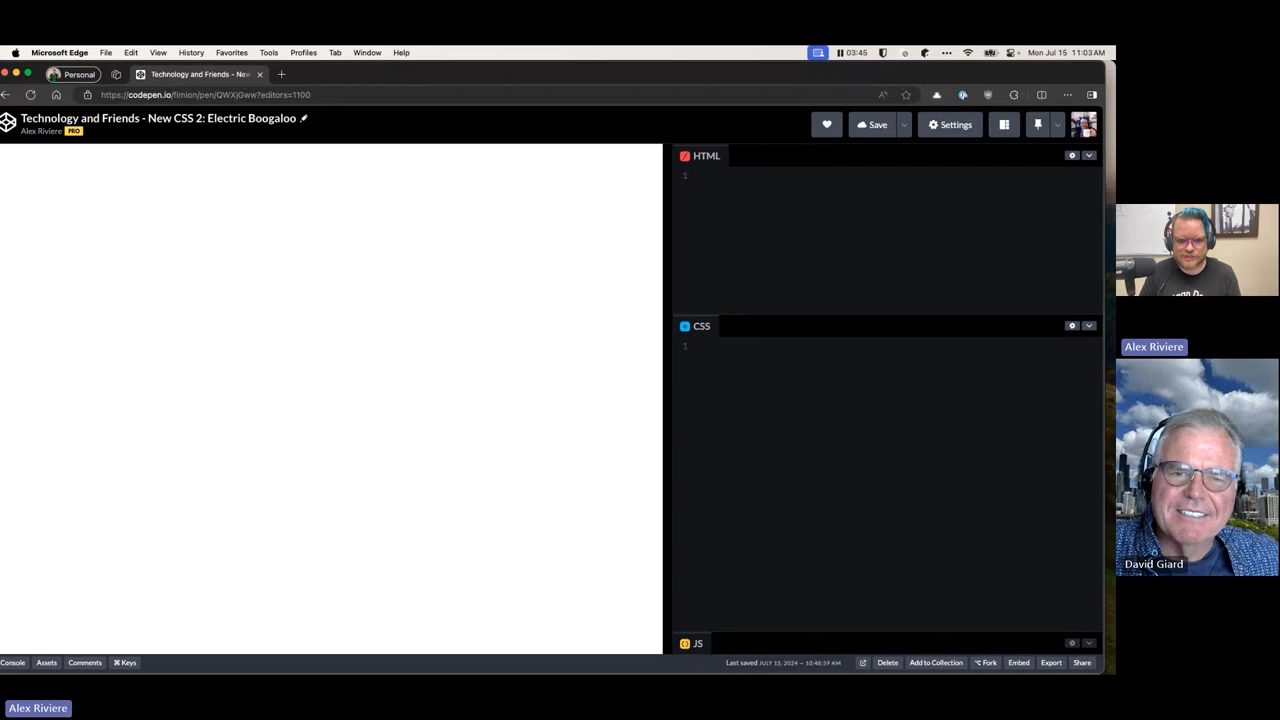 Microsoft Edge File Edit View History Favorites Tools Profiles Tab Window Help 03:45 Mon Jul 15 11:03 AM
Personal Technology and Friends - New
https://codepen.io/fimion/pen/QWXjGww?editors=1100
Technology and Friends - New CSS 2: Electric Boogaloo
Alex Riviere PRO
Save Settings
HTML
1
CSS
1
JS
Console Assets Comments ⌘ Keys Last saved JULY 15, 2024 — 10:48:59 AM Delete Add to Collection Fork Embed Export Share
Alex Riviere
David Giard
Alex Riviere